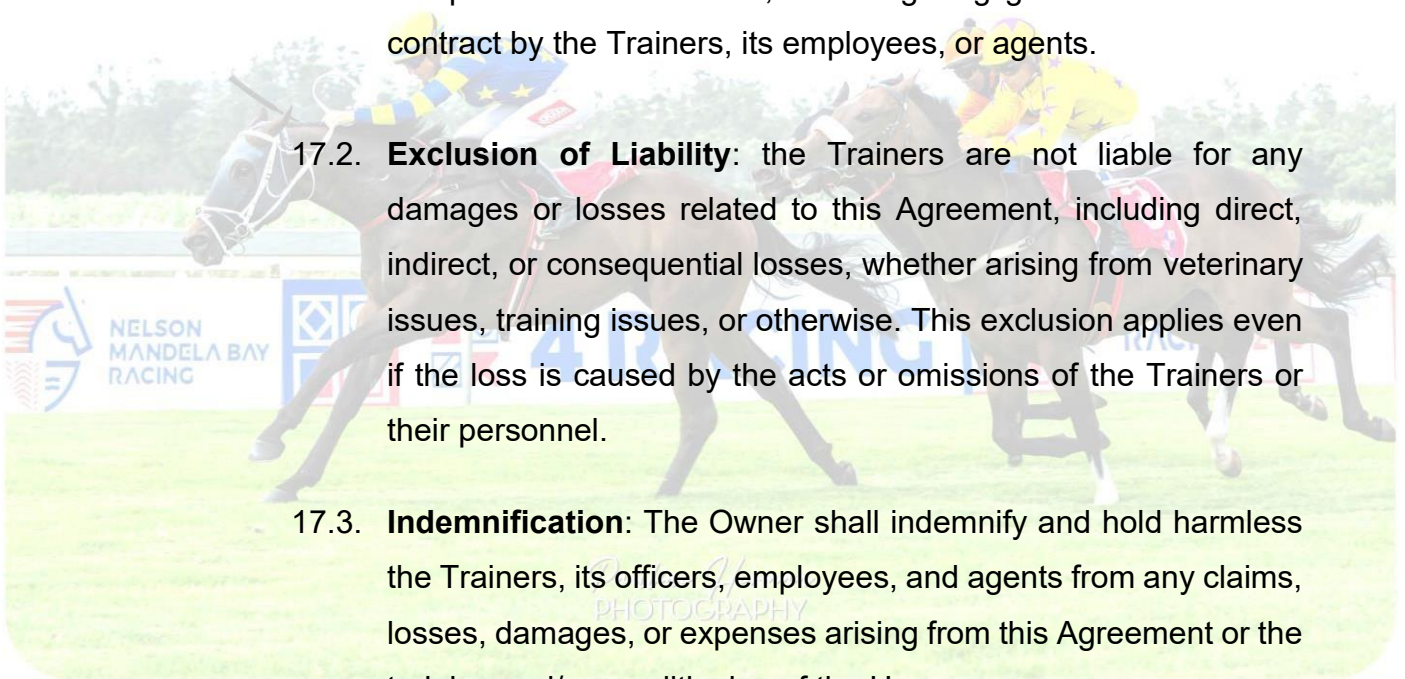 contract by the Trainers, its employees, or agents.
17.2. Exclusion of Liability: the Trainers are not liable for any
damages or losses related to this Agreement, including direct,
indirect, or consequential losses, whether arising from veterinary
issues, training issues, or otherwise. This exclusion applies even
if the loss is caused by the acts or omissions of the Trainers or
their personnel.
17.3. Indemnification: The Owner shall indemnify and hold harmless
the Trainers, its officers, employees, and agents from any claims,
losses, damages, or expenses arising from this Agreement or the
NELSON
MANDELA BAY
RACING
4 RACING
PHOTOGRAPHY